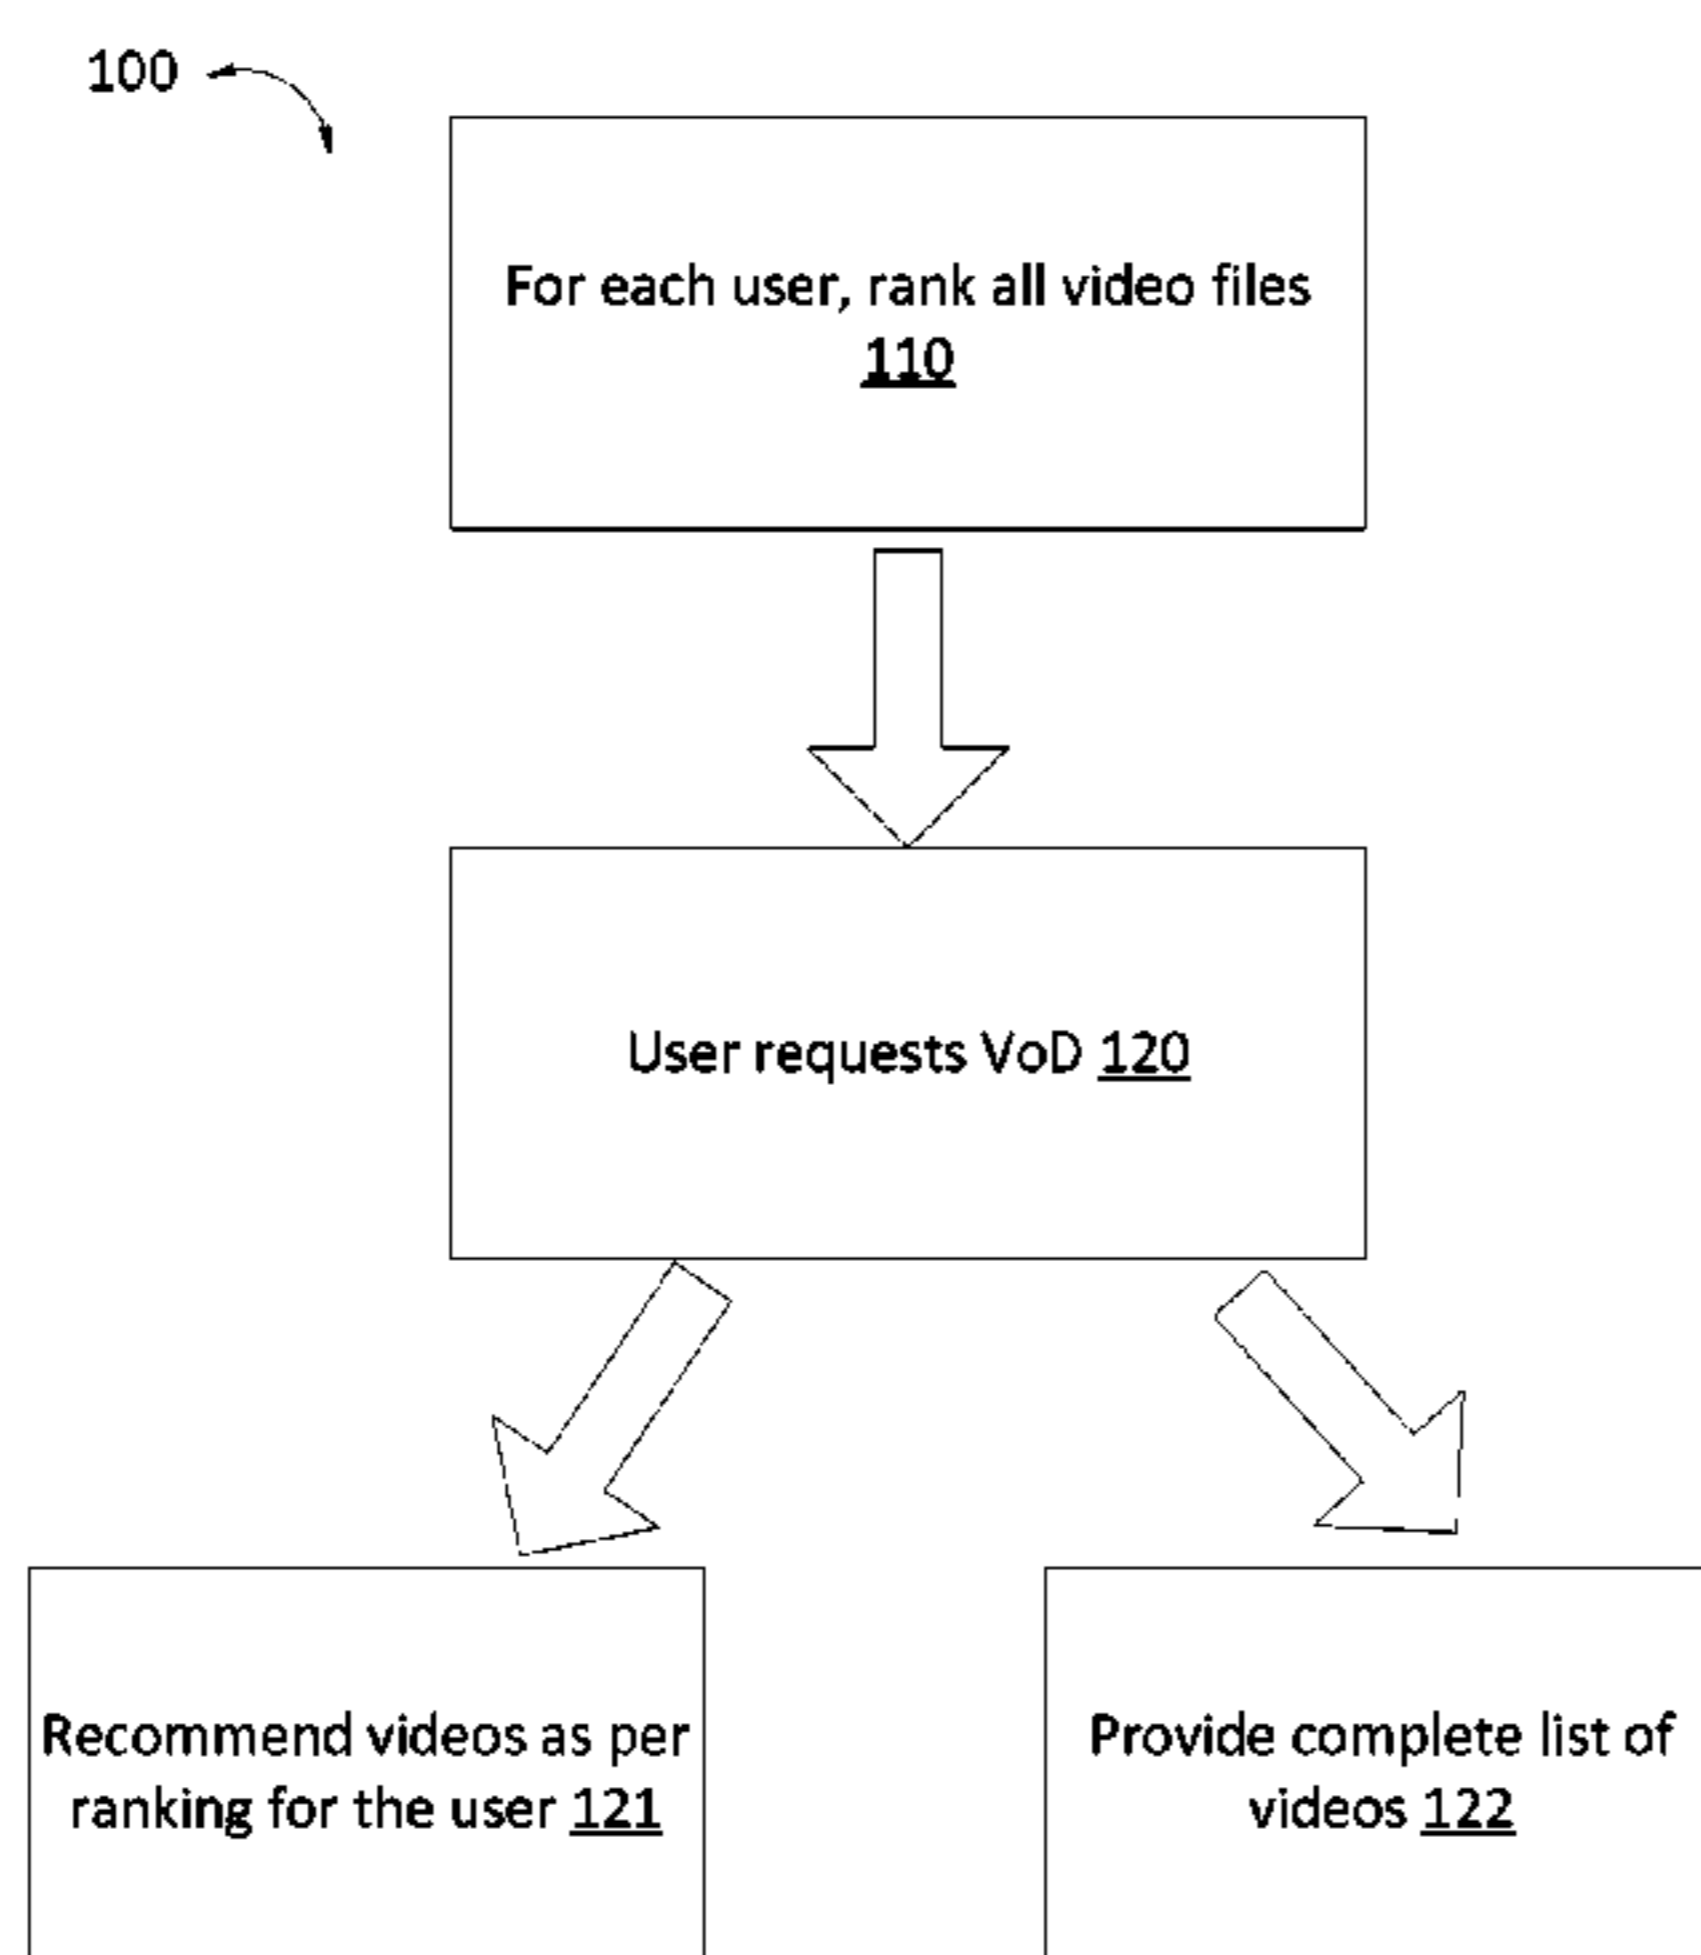 100
For each user, rank all video files
110
User requests VoD 120
Recommend videos as per
ranking for the user 121
Provide complete list of
videos 122